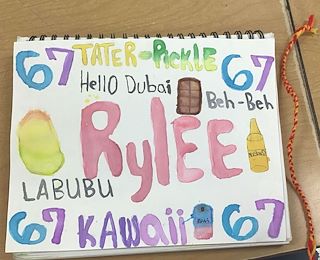 67 TATER-PickLE 67
HellO Dubai
Beh-Beh
RylEE
LABUBU
67 KAWAii 67